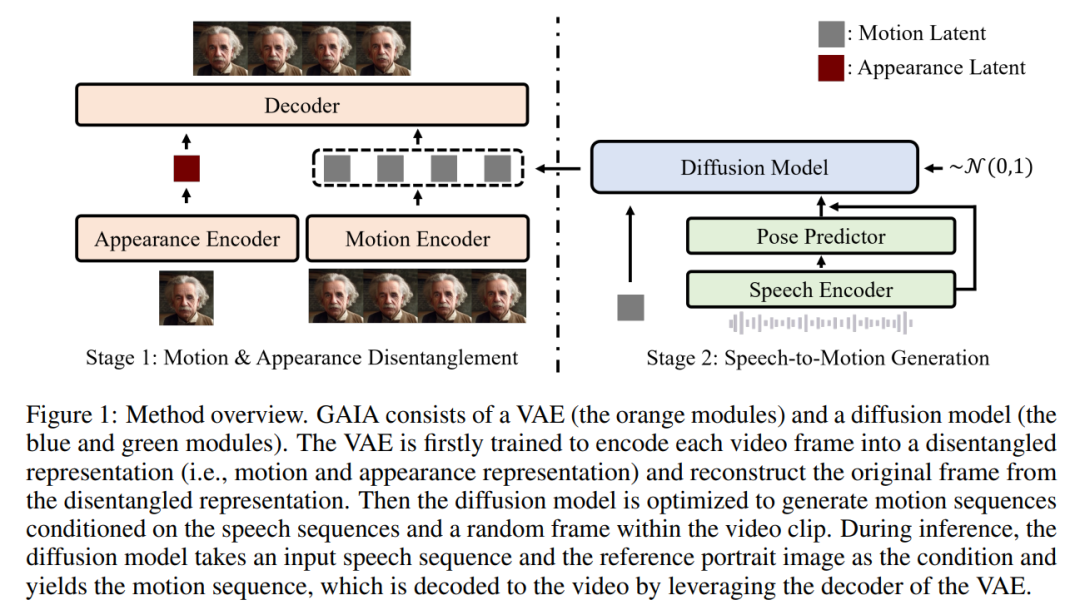 : Motion Latent
: Appearance Latent
Decoder
Diffusion Model
~𝒩(0,1)
Appearance Encoder
Motion Encoder
Pose Predictor
Speech Encoder
Stage 1: Motion & Appearance Disentanglement
Stage 2: Speech-to-Motion Generation
Figure 1: Method overview. GAIA consists of a VAE (the orange modules) and a diffusion model (the
blue and green modules). The VAE is firstly trained to encode each video frame into a disentangled
representation (i.e., motion and appearance representation) and reconstruct the original frame from
the disentangled representation. Then the diffusion model is optimized to generate motion sequences
conditioned on the speech sequences and a random frame within the video clip. During inference, the
diffusion model takes an input speech sequence and the reference portrait image as the condition and
yields the motion sequence, which is decoded to the video by leveraging the decoder of the VAE.